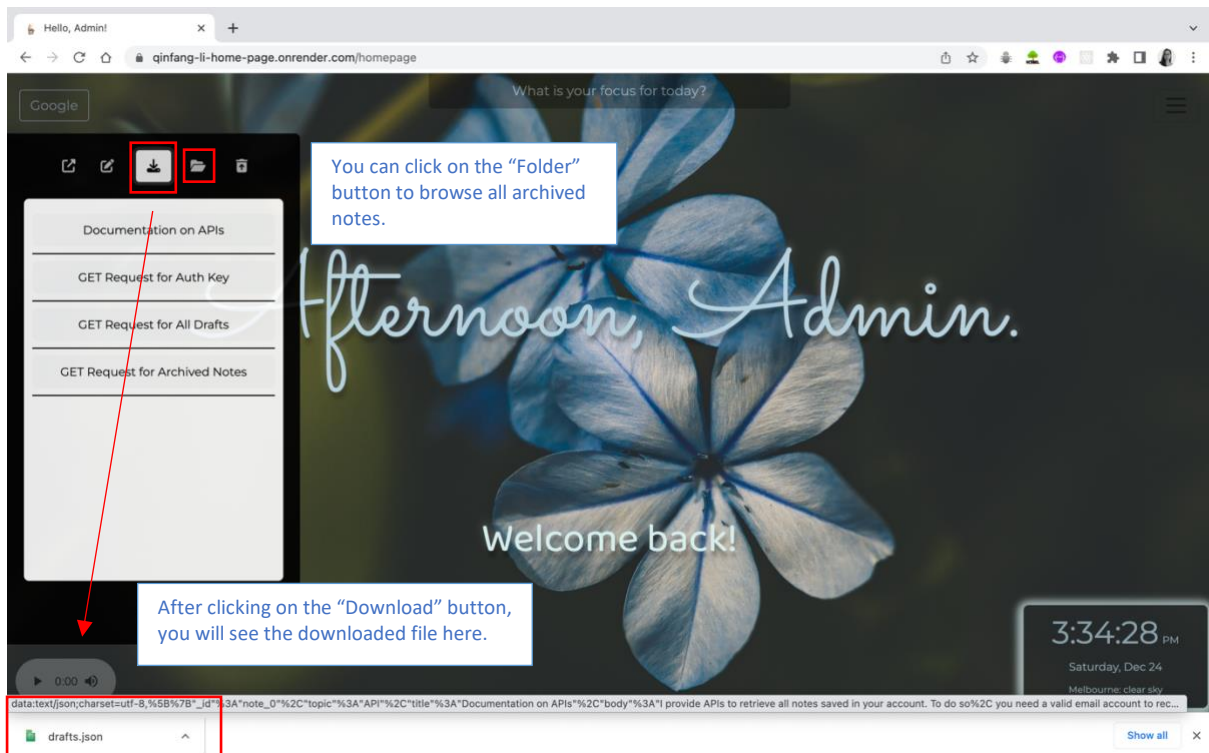 Hello, Admin!
qinfang-li-home-page.onrender.com/homepage
What is your focus for today?
Google
You can click on the “Folder”
button to browse all archived
notes.
Documentation on APIs
GET Request for Auth Key
GET Request for All Drafts
GET Request for Archived Notes
Afternoon, Admin.
Welcome back!
After clicking on the “Download” button,
you will see the downloaded file here.
3:34:28 PM
Saturday, Dec 24
Melbourne: clear sky
0:00
data:text/json;charset=utf-8,%5B%7B"_id"%3A"note_0"%2C"topic"%3A"API"%2C"title"%3A"Documentation on APIs"%2C"body"%3A"I provide APIs to retrieve all notes saved in your account. To do so%2C you need a valid email account to rec...
drafts.json
Show all